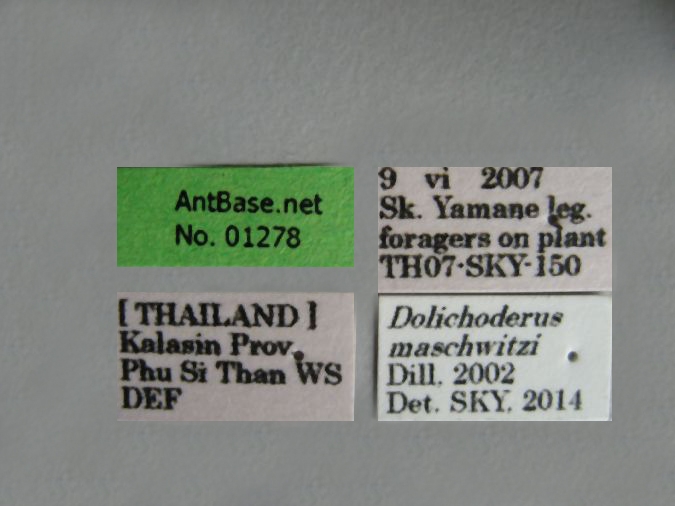 AntBase.net
No. 01278
9 vi 2007
Sk. Yamane leg.
foragers on plant
TH07-SKY-150
[ THAILAND ]
Kalasin Prov.
Phu Si Than WS
DEF
Dolichoderus
maschwitzi
Dill, 2002
Det. SKY, 2014